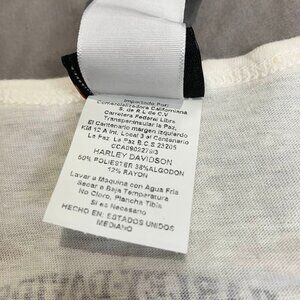 Importado Por:
Comercializadora Californiana
S. de R.L de C.V
Carretera Federal Libre
Transpeninsular la Paz,
El Centenario margen izquierdo
KM 12 A Int Local 3 el Centenario
La Paz, La Paz B.C.S 23205
HARLEY DAVIDSON
50% POLIESTER 38%ALGODON
12% RAYON
Lavar a Maquina con Agua Fria
Secar a Baja Temperatura
No Cloro, Plancha Tibia
Si es Necesario
HECHO EN, ESTADOS UNIDOS
MEDIANO